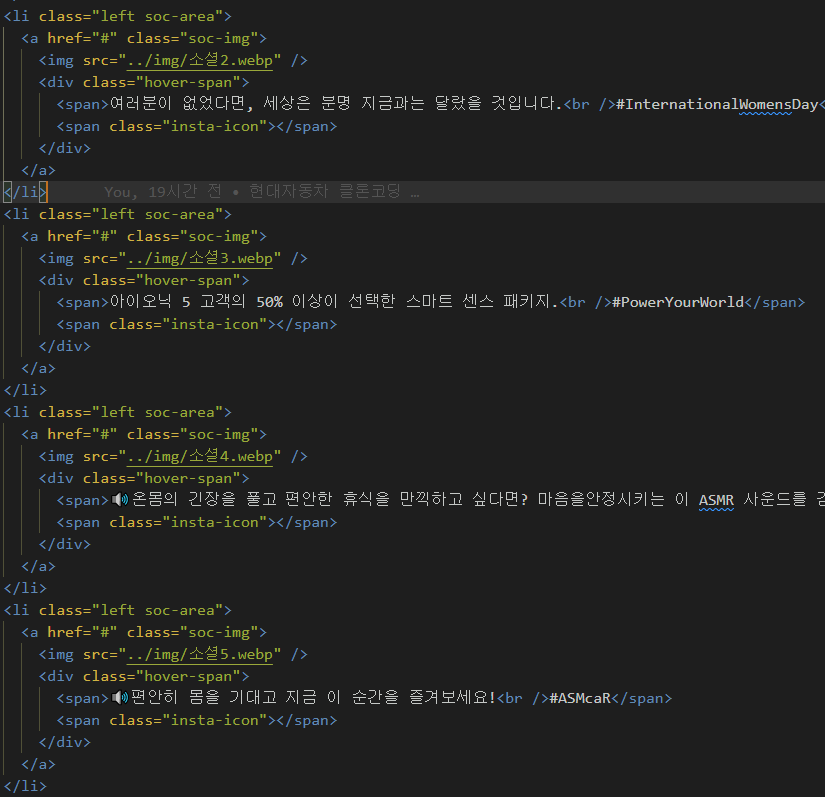 <li class="left soc-area">
<a href="#" class="soc-img">
<img src="../img/소셜2.webp" />
<div class="hover-span">
<span>여러분이 없었다면, 세상은 분명 지금과는 달랐을 것입니다.<br />#InternationalWomensDay<
<span class="insta-icon"></span>
</div>
</a>
</li> You, 19시간 전 • 현대자동차 클론코딩 …
<li class="left soc-area">
<a href="#" class="soc-img">
<img src="../img/소셜3.webp" />
<div class="hover-span">
<span>아이오닉 5 고객의 50% 이상이 선택한 스마트 센스 패키지.<br />#PowerYourWorld</span>
<span class="insta-icon"></span>
</div>
</a>
</li>
<li class="left soc-area">
<a href="#" class="soc-img">
<img src="../img/소셜4.webp" />
<div class="hover-span">
<span>🔊온몸의 긴장을 풀고 편안한 휴식을 만끽하고 싶다면? 마음을안정시키는 이 ASMR 사운드를
<span class="insta-icon"></span>
</div>
</a>
</li>
<li class="left soc-area">
<a href="#" class="soc-img">
<img src="../img/소셜5.webp" />
<div class="hover-span">
<span>🔊편안히 몸을 기대고 지금 이 순간을 즐겨보세요!<br />#ASMcaR</span>
<span class="insta-icon"></span>
</div>
</a>
</li>